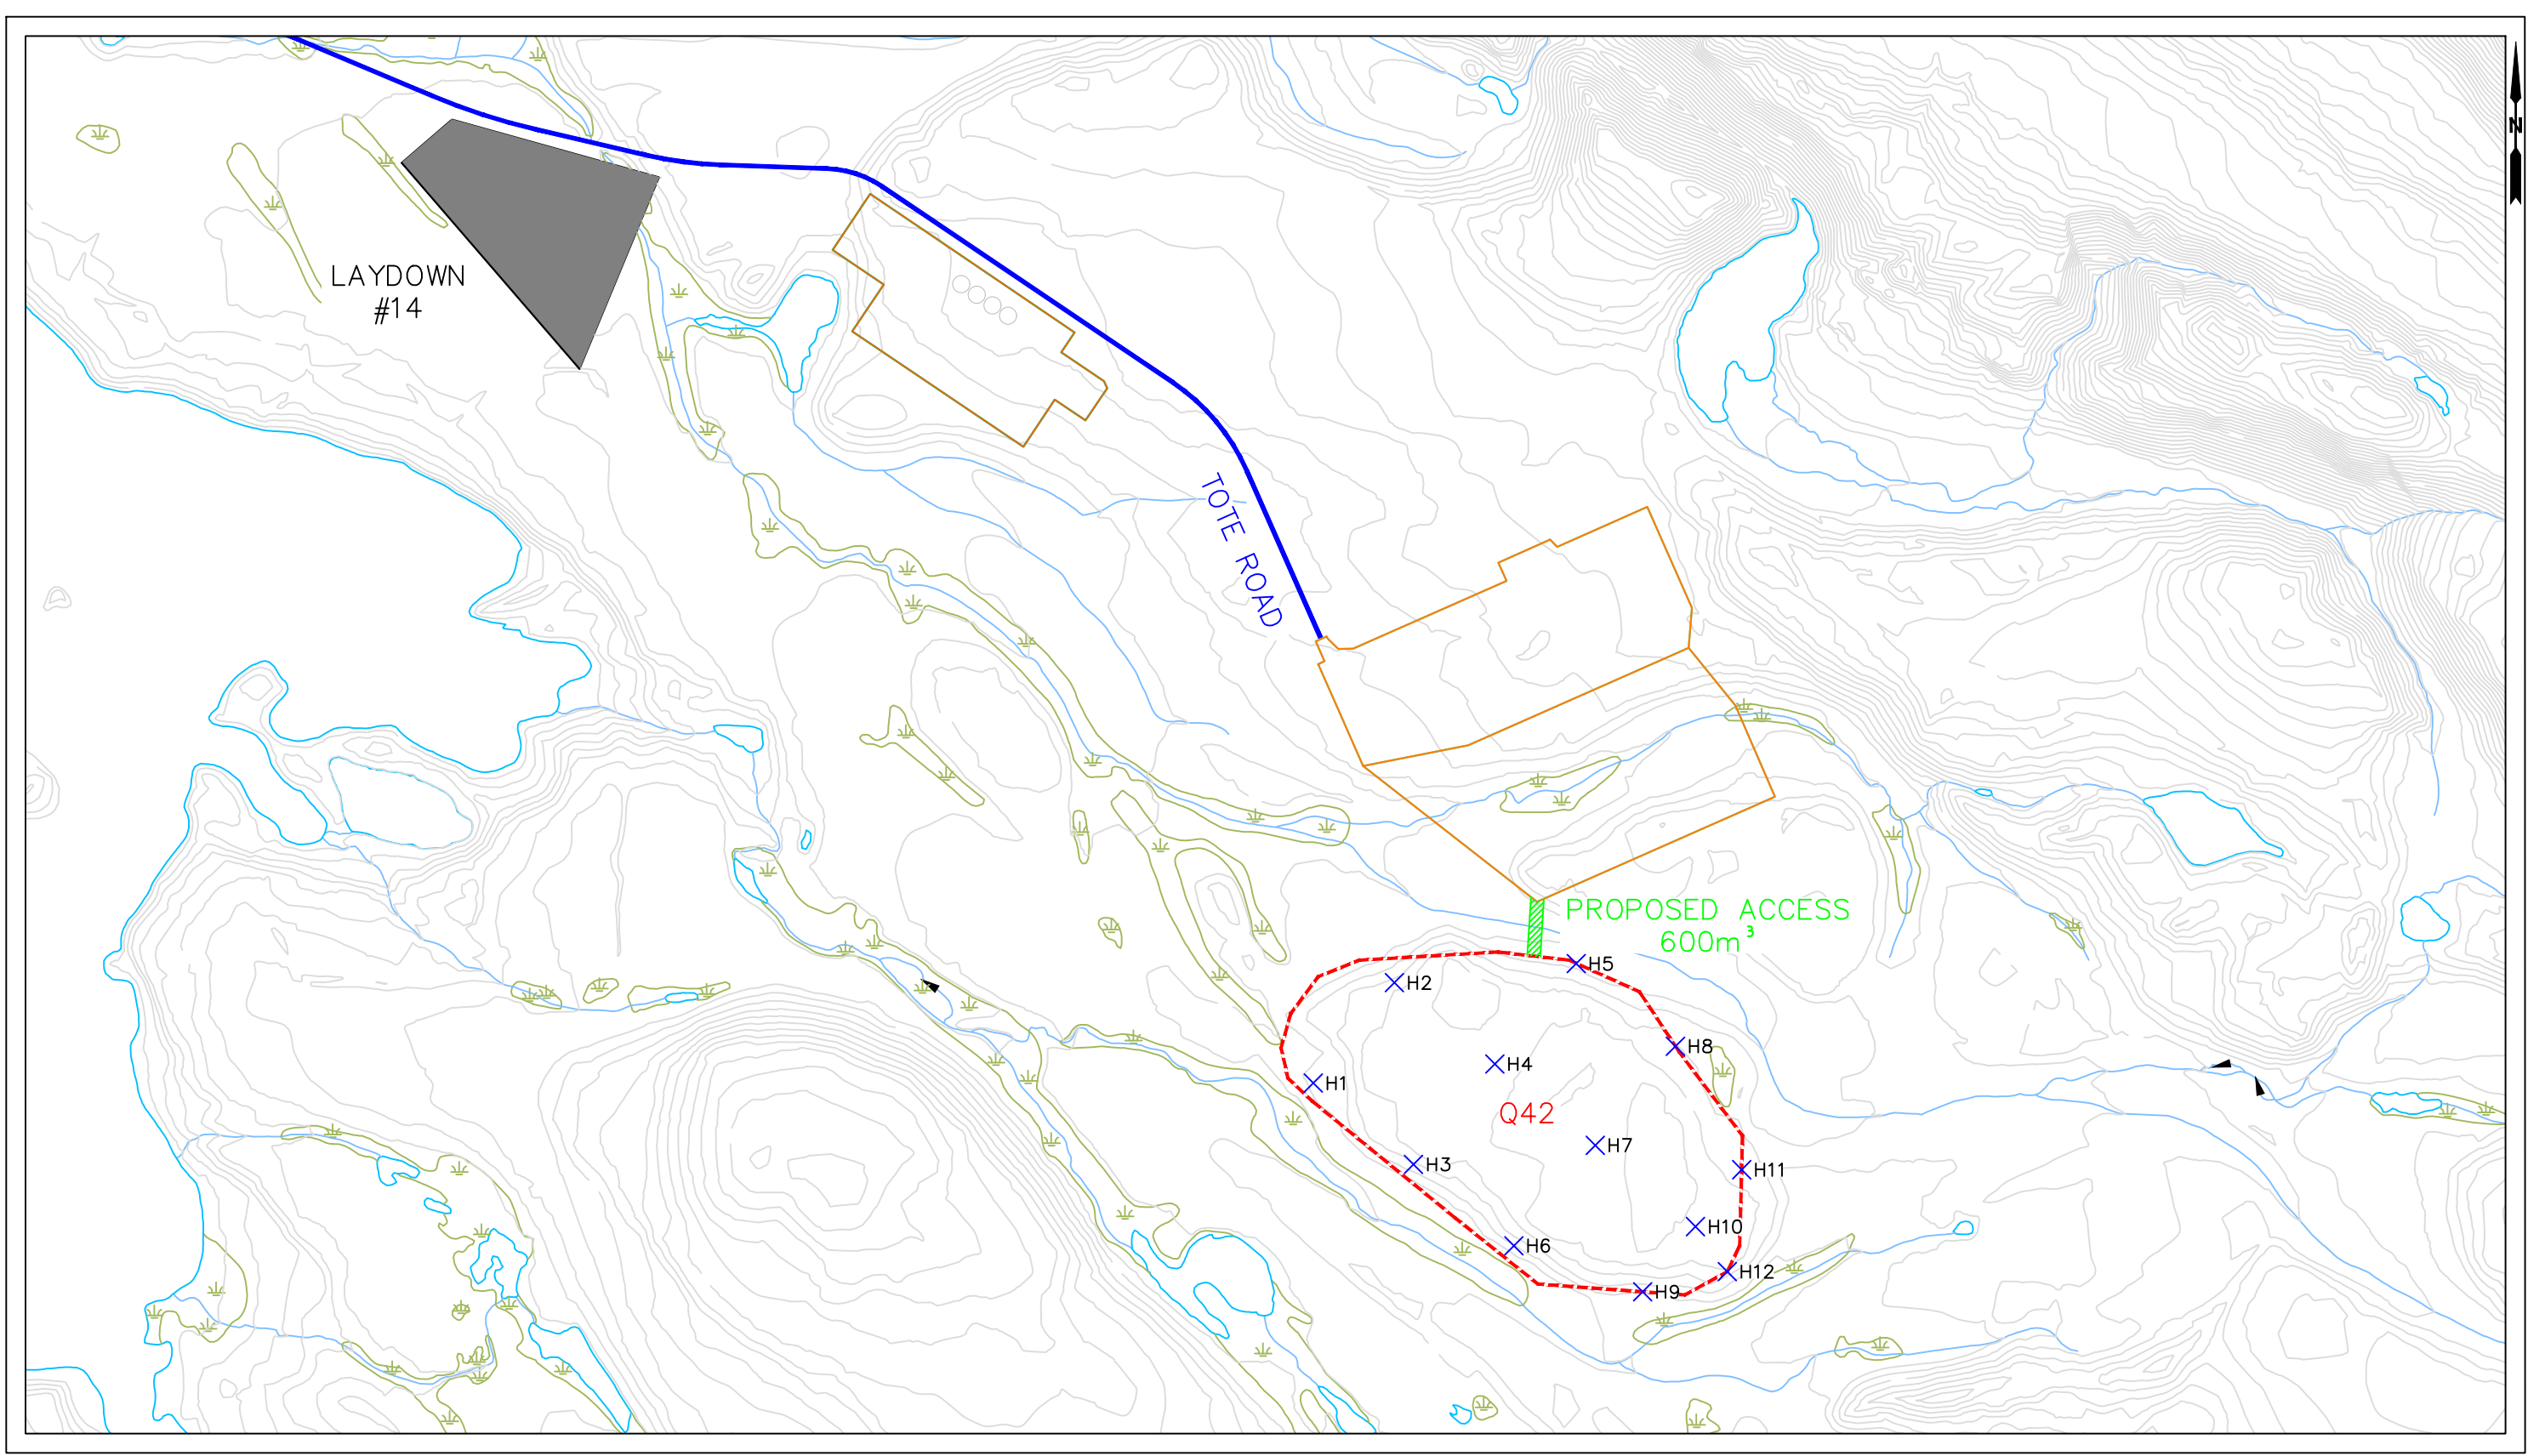 N
LAYDOWN
#14
TOTE ROAD
PROPOSED ACCESS
600m³
H5
H2
H8
H4
H1
Q42
H7
H3
H11
H10
H6
H12
H9